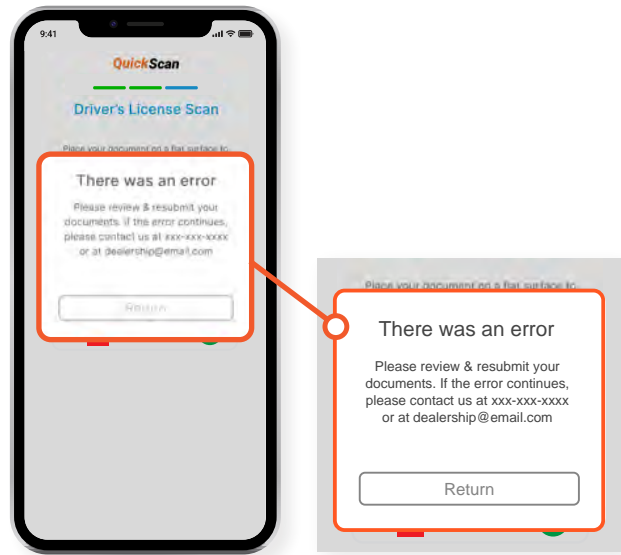 9:41
QuickScan
Driver's License Scan
Place your document on a flat surface to
There was an error
Please review & resubmit your
documents. If the error continues,
please contact us at xxx-xxx-xxxx
or at dealership@email.com
Return
Place your document on a flat surface to
There was an error
Please review & resubmit your
documents. If the error continues,
please contact us at xxx-xxx-xxxx
or at dealership@email.com
Return